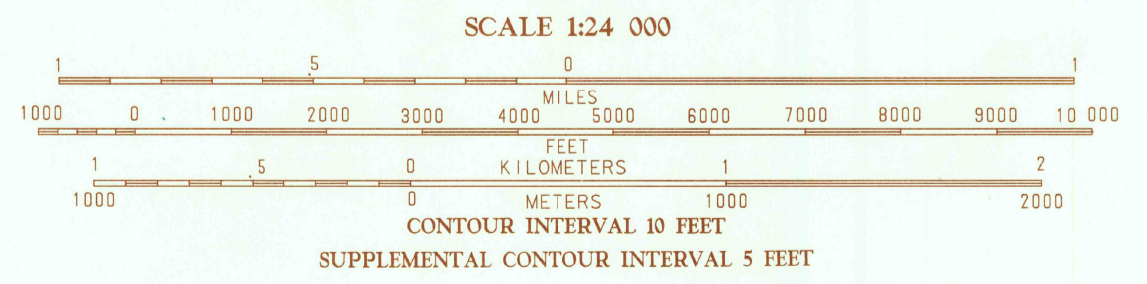 SCALE 1:24 000
1 .5 0 1
MILES
1000 0 1000 2000 3000 4000 5000 6000 7000 8000 9000 10 000
FEET
1 .5 0 KILOMETERS 1 2
1000 0 METERS 1000 2000
CONTOUR INTERVAL 10 FEET
SUPPLEMENTAL CONTOUR INTERVAL 5 FEET